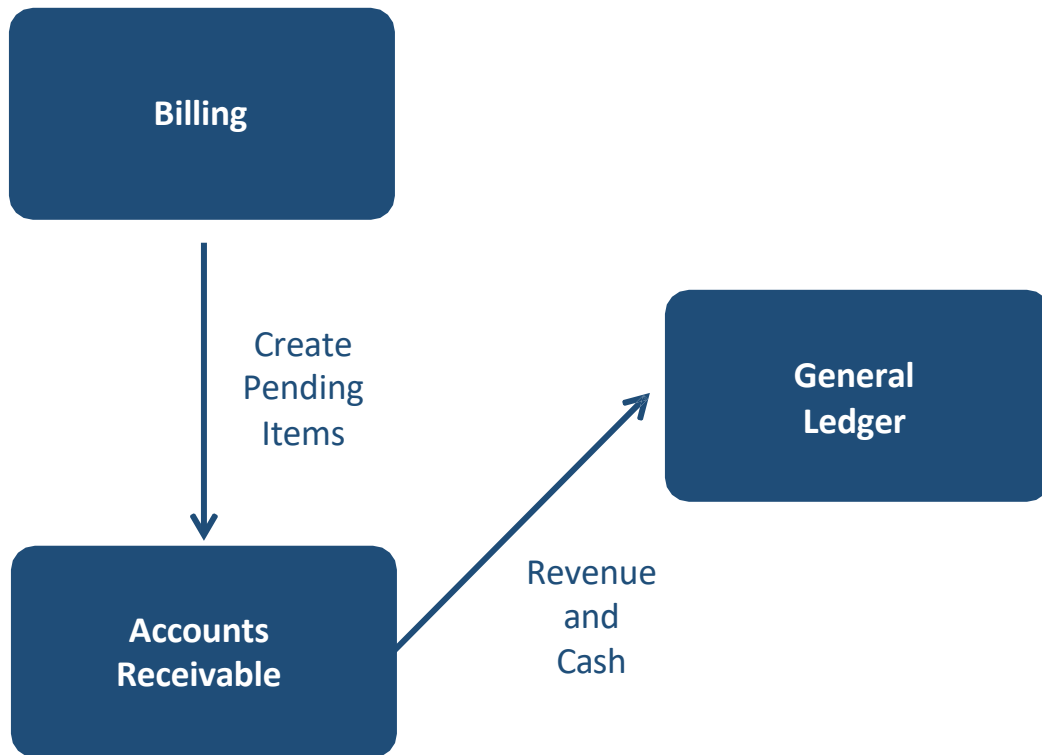 Billing
Create
Pending
Items
General
Ledger
Revenue
and
Cash
Accounts
Receivable